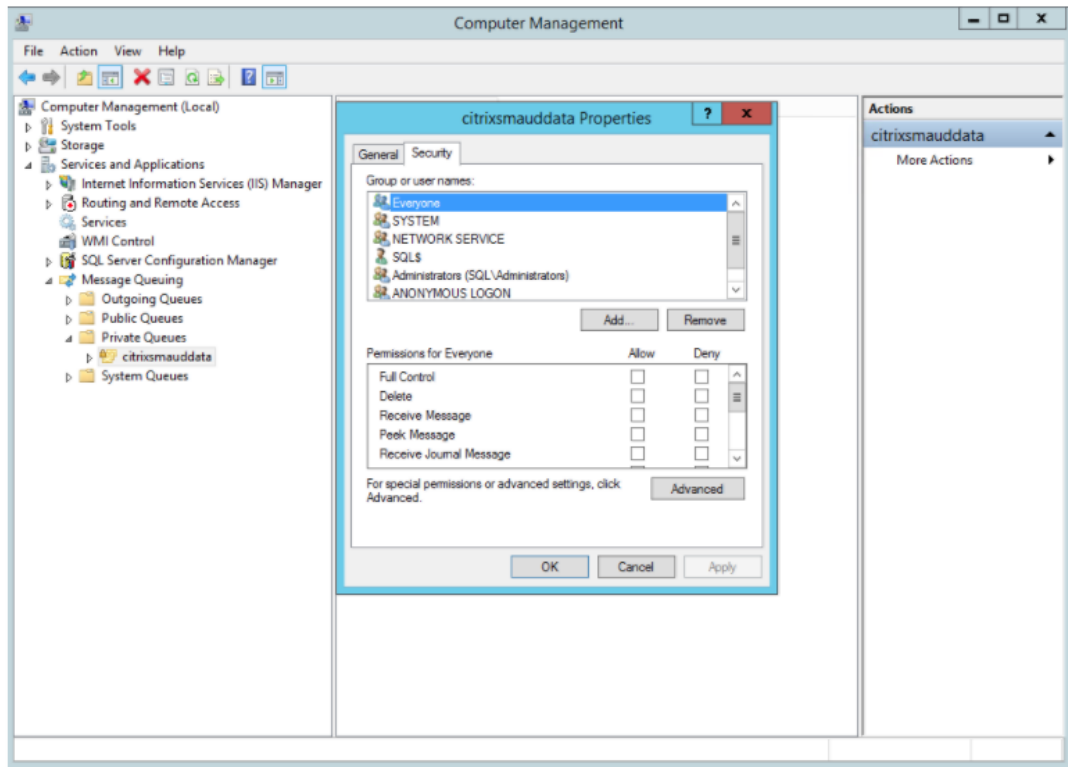 Computer Management
File Action View Help
Computer Management (Local)
System Tools
Storage
Services and Applications
Internet Information Services (IIS) Manager
Routing and Remote Access
Services
WMI Control
SQL Server Configuration Manager
Message Queuing
Outgoing Queues
Public Queues
Private Queues
citrixsmauddata
System Queues
citrixsmauddata Properties
? x
General Security
Group or user names:
Everyone
SYSTEM
NETWORK SERVICE
SQL$
Administrators (SQL\Administrators)
ANONYMOUS LOGON
Add... Remove
Permissions for Everyone Allow Deny
Full Control
Delete
Receive Message
Peek Message
Receive Journal Message
For special permissions or advanced settings, click
Advanced.
Advanced
OK Cancel Apply
Actions
citrixsmauddata
More Actions